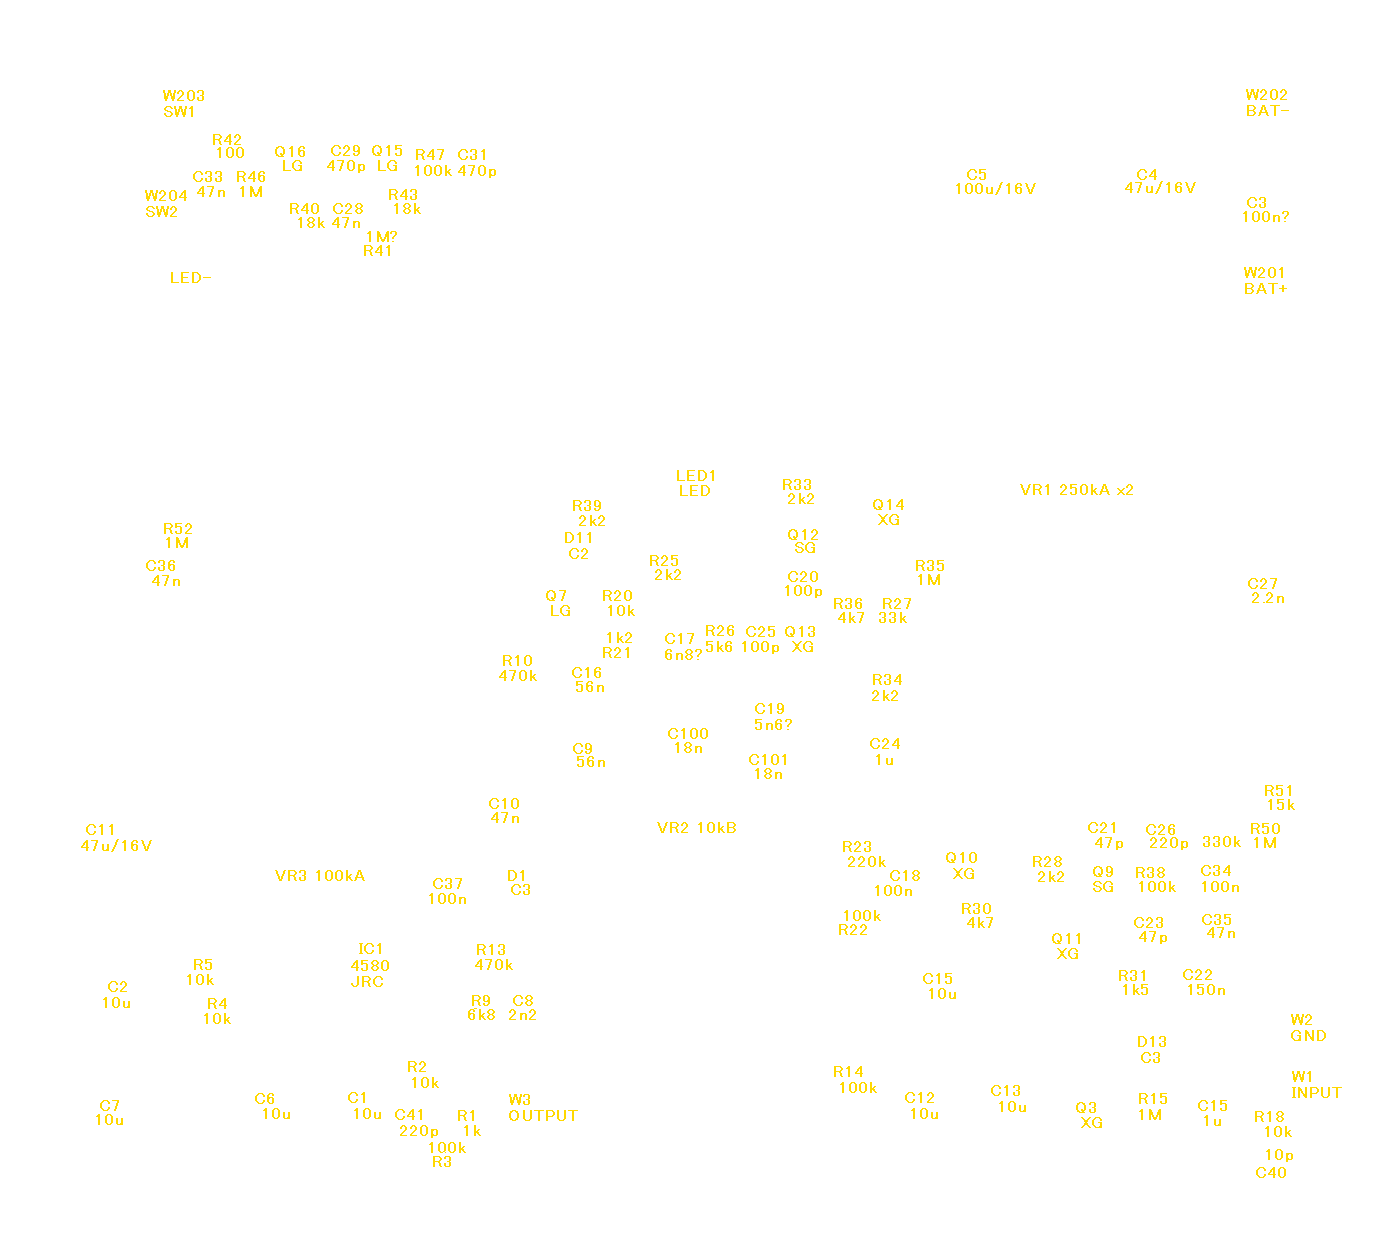 W203
SW1
W202
BAT-
R42
100
Q16
LG
C29
470p
Q15
LG
R47
100k
C31
470p
C33
47n
R46
1M
C5
100u/16V
C4
47u/16V
W204
SW2
R43
18k
R40
18k
C28
47n
C3
100n?
1M?
R41
LED-
W201
BAT+
LED1
LED
R33
2k2
VR1 250kA x2
R39
2k2
Q14
XG
R52
1M
D11
C2
Q12
SG
C36
47n
R25
2k2
C20
100p
R35
1M
C27
2.2n
Q7
LG
R20
10k
R36
4k7
R27
33k
1k2
R21
C17
6n8?
R26
5k6
C25
100p
Q13
XG
R10
470k
C16
56n
R34
2k2
C19
5n6?
C100
18n
C9
56n
C101
18n
C24
1u
R51
15k
C10
47n
C11
47u/16V
VR2 10kB
C21
47p
C26
220p
330k
R50
1M
R23
220k
Q10
XG
R28
2k2
VR3 100kA
C37
100n
D1
C3
C18
100n
Q9
SG
R38
100k
C34
100n
100k
R22
R30
4k7
C23
47p
C35
47n
Q11
XG
IC1
4580
JRC
R13
470k
R5
10k
C2
10u
R4
10k
R9
6k8
C8
2n2
C15
10u
R31
1k5
C22
150n
W2
GND
D13
C3
R2
10k
R14
100k
W1
INPUT
C7
10u
C6
10u
C1
10u
W3
OUTPUT
C12
10u
C13
10u
Q3
XG
R15
1M
C15
1u
C41
220p
R1
1k
R18
10k
100k
R3
10p
C40